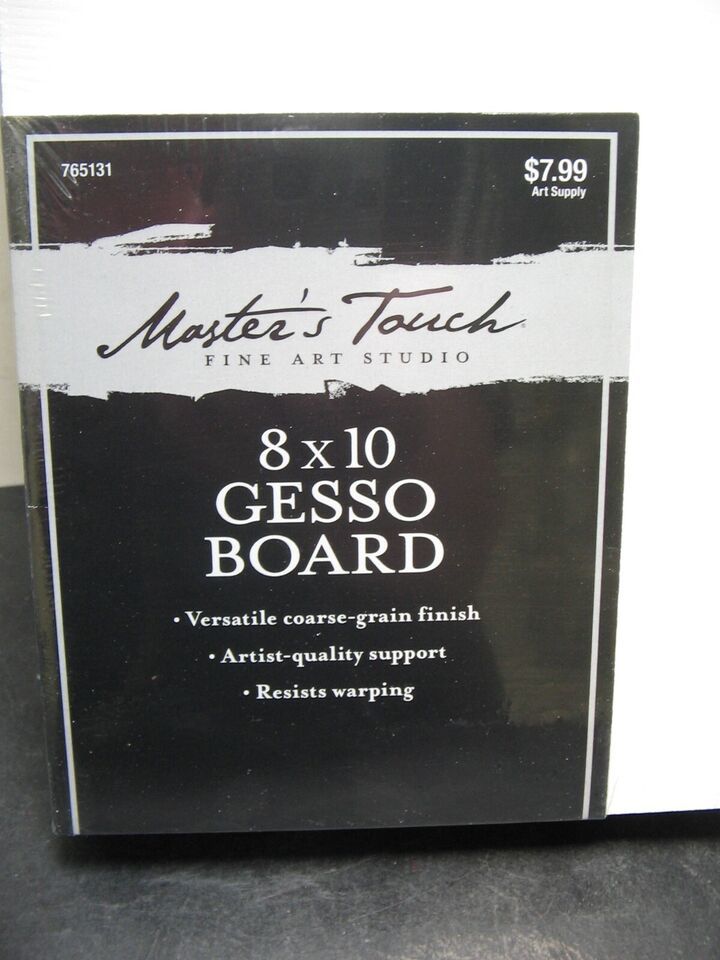 765131
$7.99
Art Supply
Master's Touch
FINE ART STUDIO
8 x 10
GESSO
BOARD
• Versatile coarse-grain finish
• Artist-quality support
• Resists warping